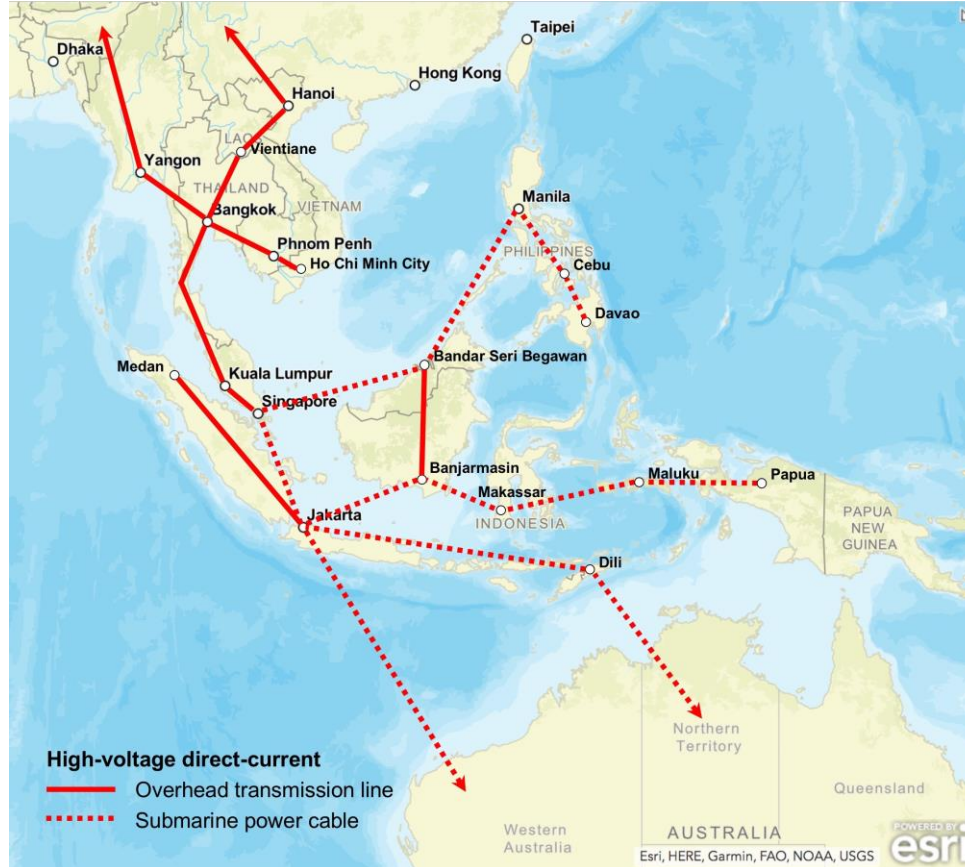 Taipei
Dhaka
Hong Kong
Hanoi
LAO
Vientiane
Yangon
THAILAND
VIETNAM
Bangkok
Manila
Phnom Penh
PHILIPPINES
Ho Chi Minh City
Cebu
Davao
Bandar Seri Begawan
Medan
Kuala Lumpur
Singapore
Banjarmasin
Maluku
Papua
Makassar
Jakarta
INDONESIA
PAPUA
NEW
GUINEA
Dili
Northern
Territory
High-voltage direct-current
Overhead transmission line
Submarine power cable
Queensland
Western
Australia
AUSTRALIA
POWERED BY
esri
Esri, HERE, Garmin, FAO, NOAA, USGS